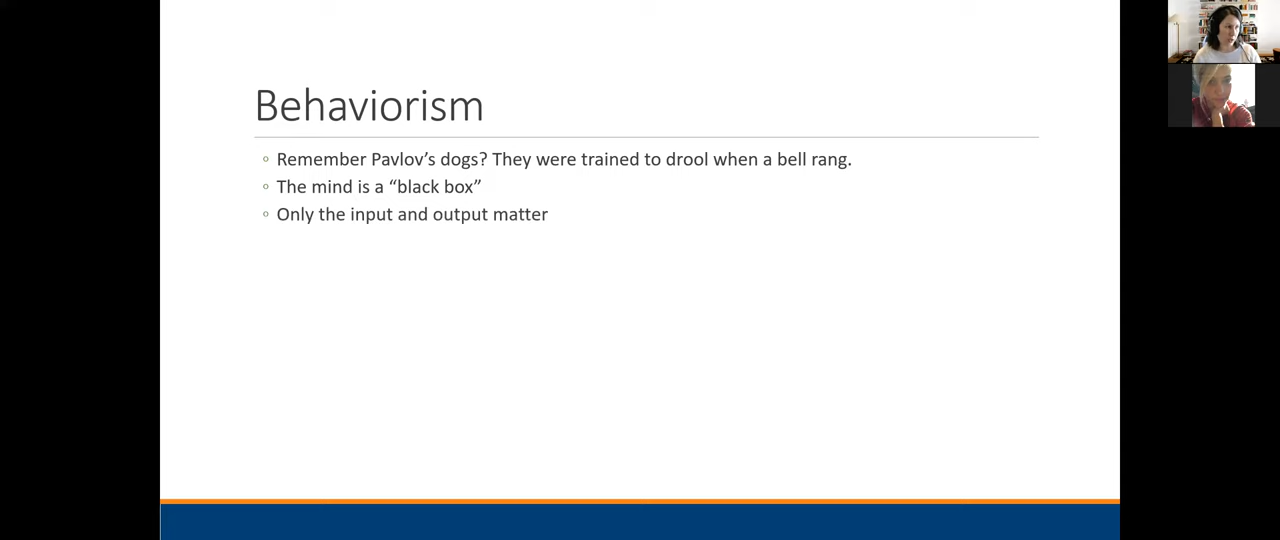 Behaviorism
Remember Pavlov’s dogs? They were trained to drool when a bell rang.
The mind is a “black box”
Only the input and output matter